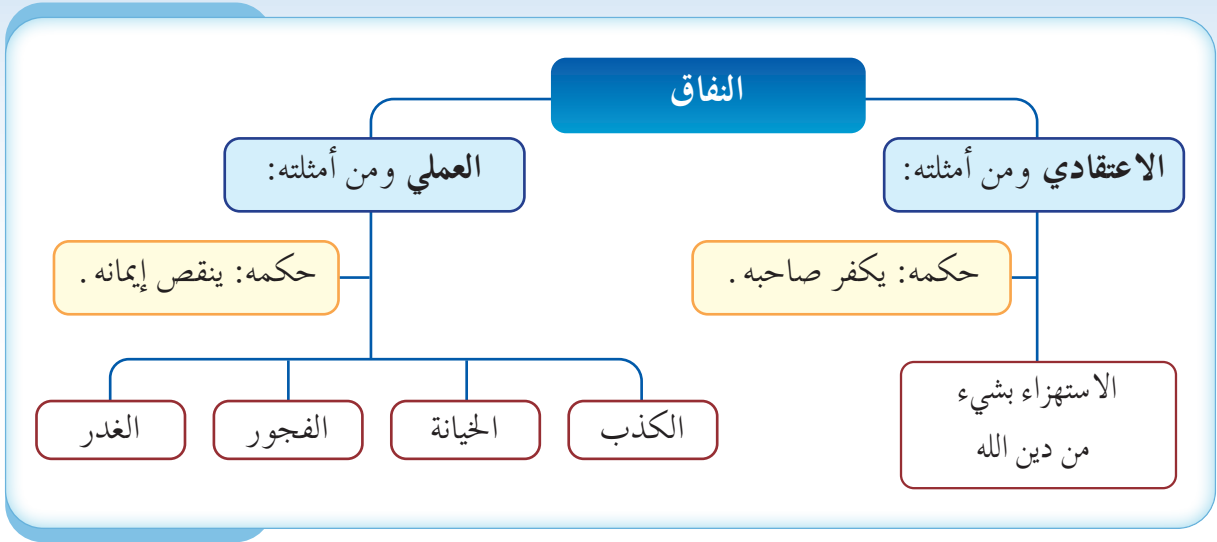 النفاق
الاعتقادي ومن أمثلته:
العملي ومن أمثلته:
حكمه: يكفر صاحبه.
حكمه: ينقص إيمانه.
الاستهزاء بشيء
من دين الله
الكذب
الخيانة
الفجور
الغدر